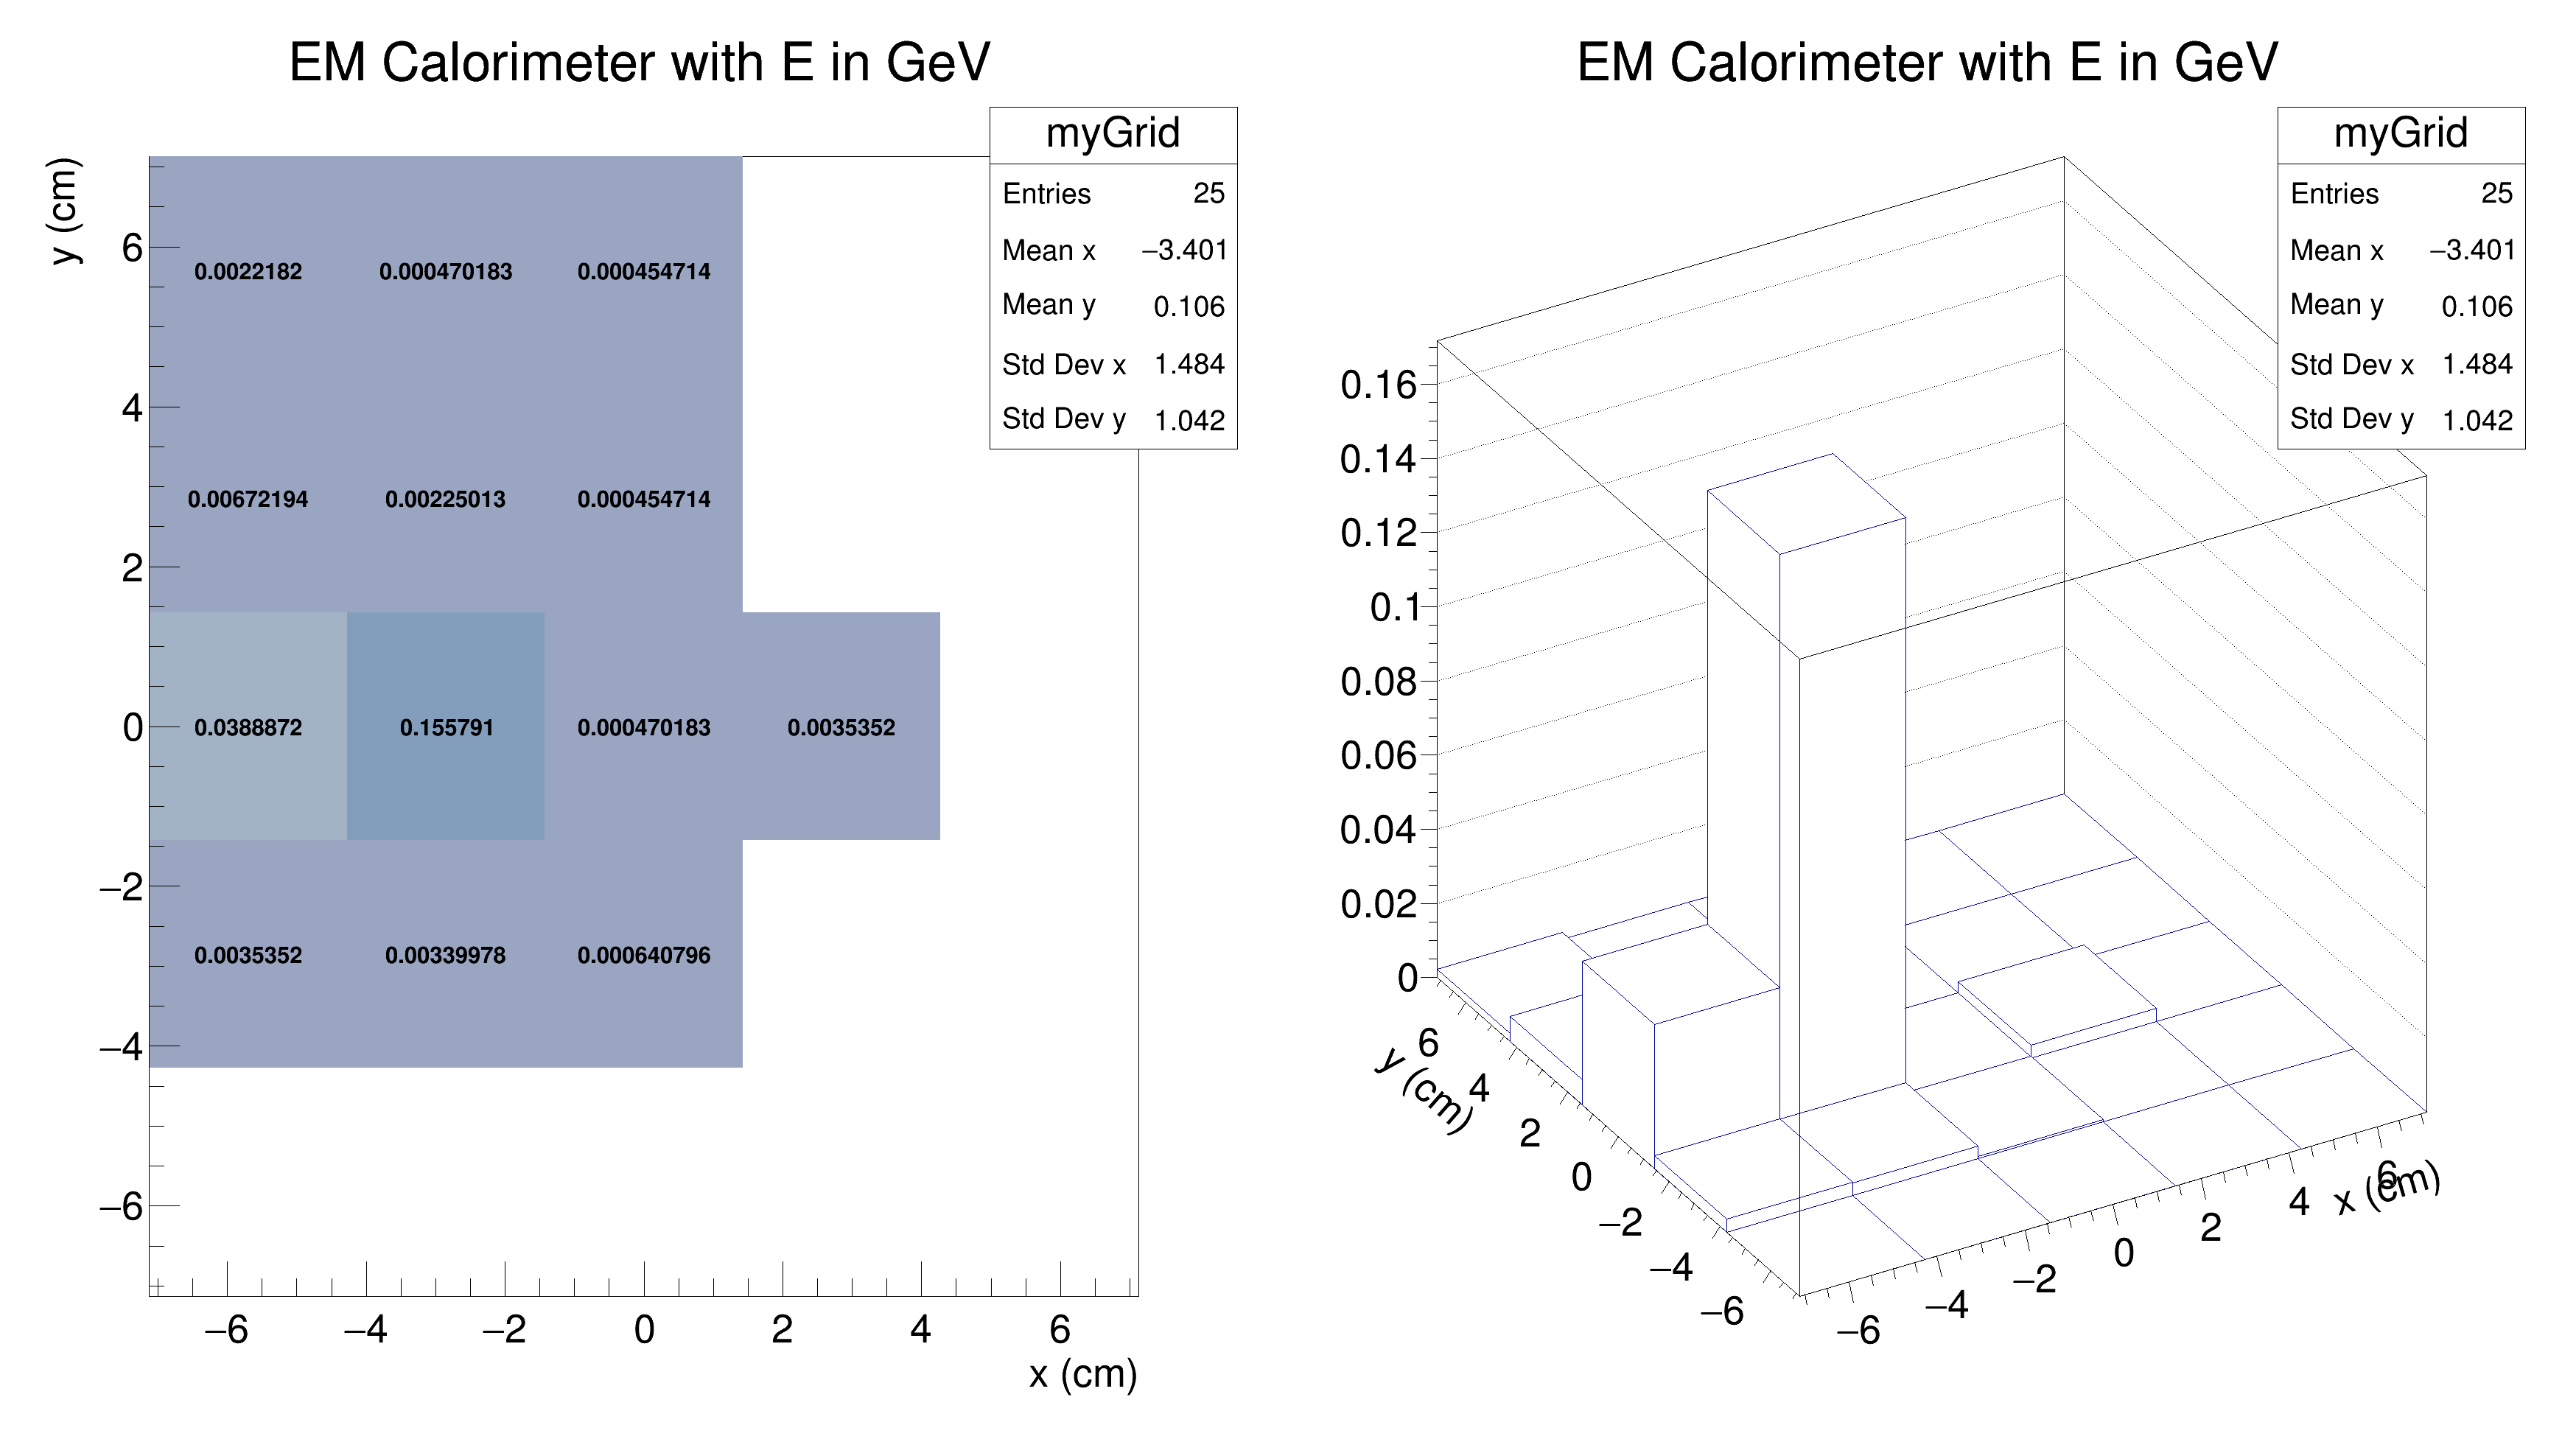 EM Calorimeter with E in GeV
myGrid
Entries 25
Mean x −3.401
Mean y 0.106
Std Dev x 1.484
Std Dev y 1.042
y (cm)
6
4
2
0
−2
−4
−6
0.0022182 0.000470183 0.000454714
0.00672194 0.00225013 0.000454714
0.0388872 0.155791 0.000470183 0.0035352
0.0035352 0.00339978 0.000640796
−6 −4 −2 0 2 4 6
x (cm)
EM Calorimeter with E in GeV
myGrid
Entries 25
Mean x −3.401
Mean y 0.106
Std Dev x 1.484
Std Dev y 1.042
0.16
0.14
0.12
0.1
0.08
0.06
0.04
0.02
0
6
4
2
0
−2
−4
−6
y (cm)
−6 −4 −2 0 2 4 6
x (cm)